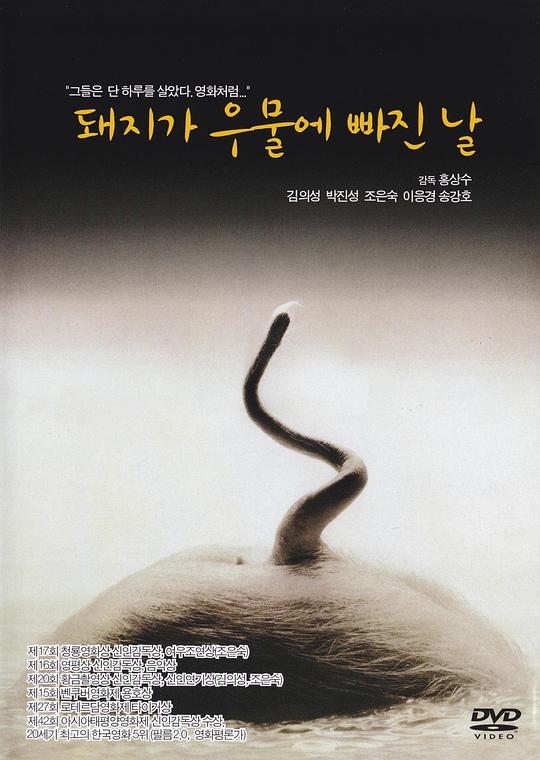 "그들은 단 하루를 살았다. 영화처럼..."
돼지가 우물에 빠진 날
감독 홍상수
김의성 박진성 조은숙 이응경 송강호
제17회 청룡영화상 신인감독상, 여우조연상(조은숙)
제16회 영평상 신인감독상, 음악상
제20회 황금촬영상 신인감독상, 신인연기상(김의성, 조은숙)
제15회 벤쿠버영화제 용호상
제27회 로테르담영화제 타이거상
제42회 아시아태평양영화제 신인감독상 수상,
20세기 최고의 한국영화 5위 (필름2.0, 영화평론가)
DVD
VIDEO